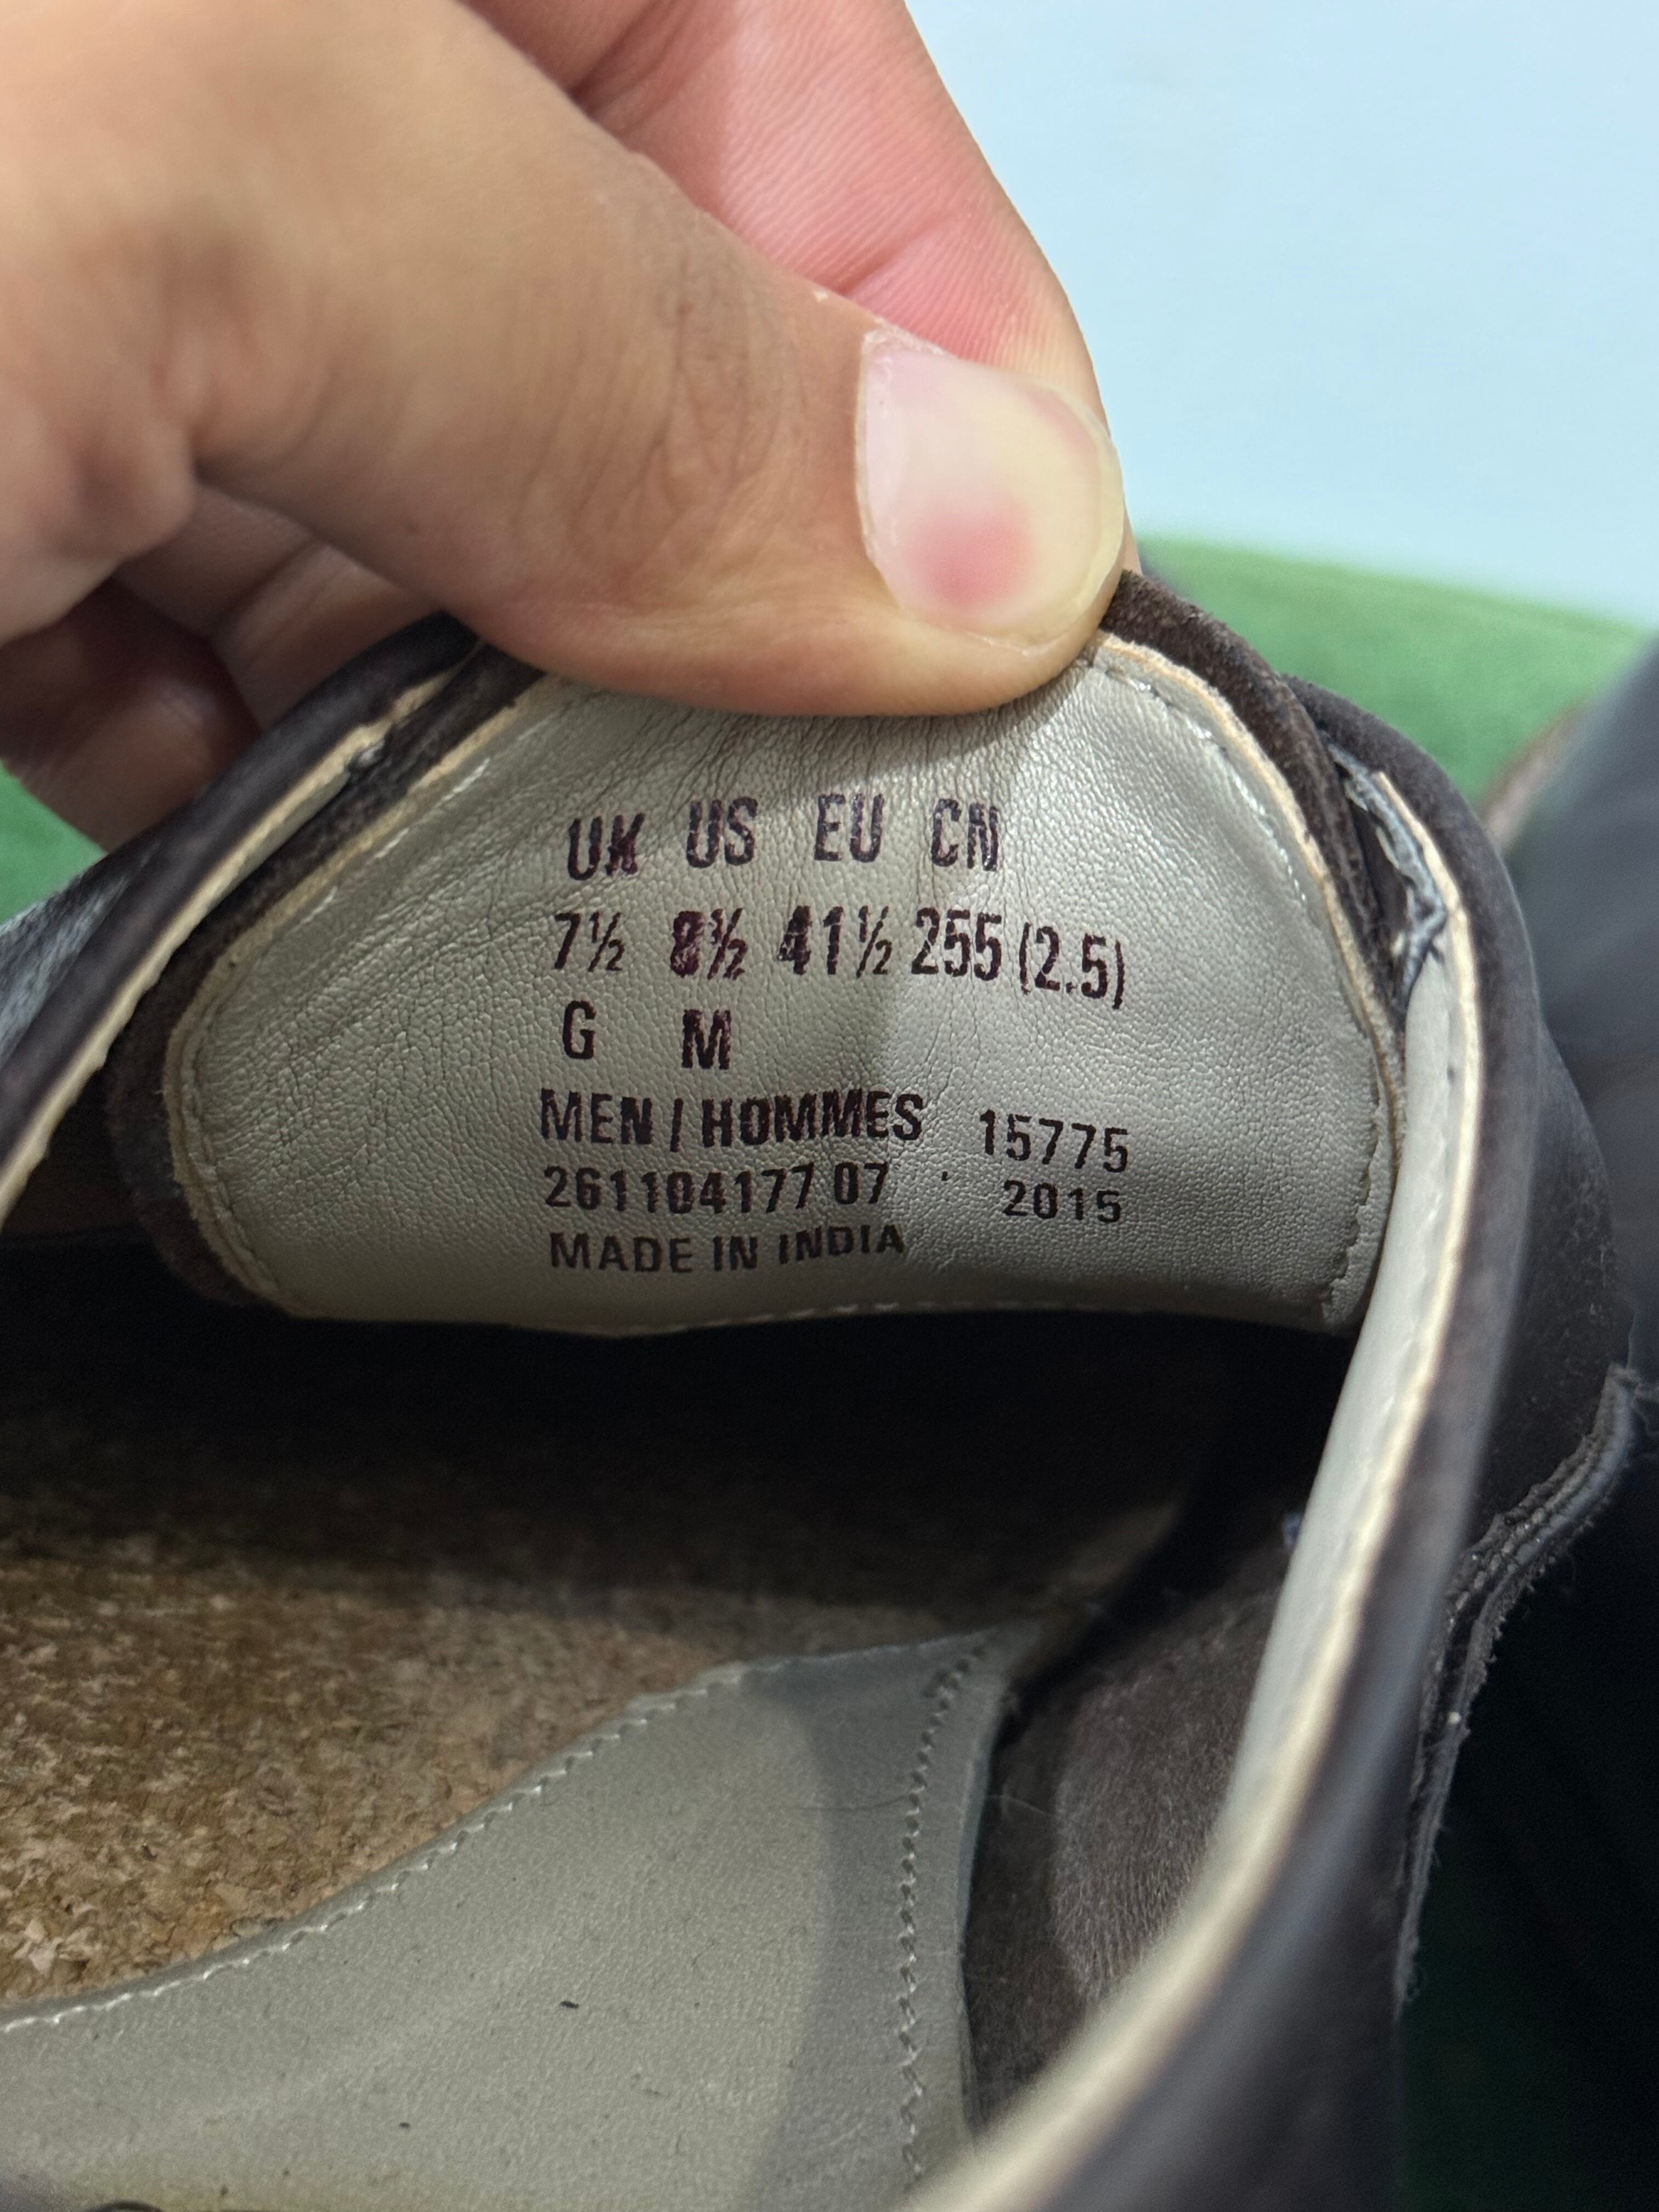 UK US EU CN
7½ 8½ 41½ 255 (2.5)
G M
MEN / HOMMES 15775
261104177 07 2015
MADE IN INDIA